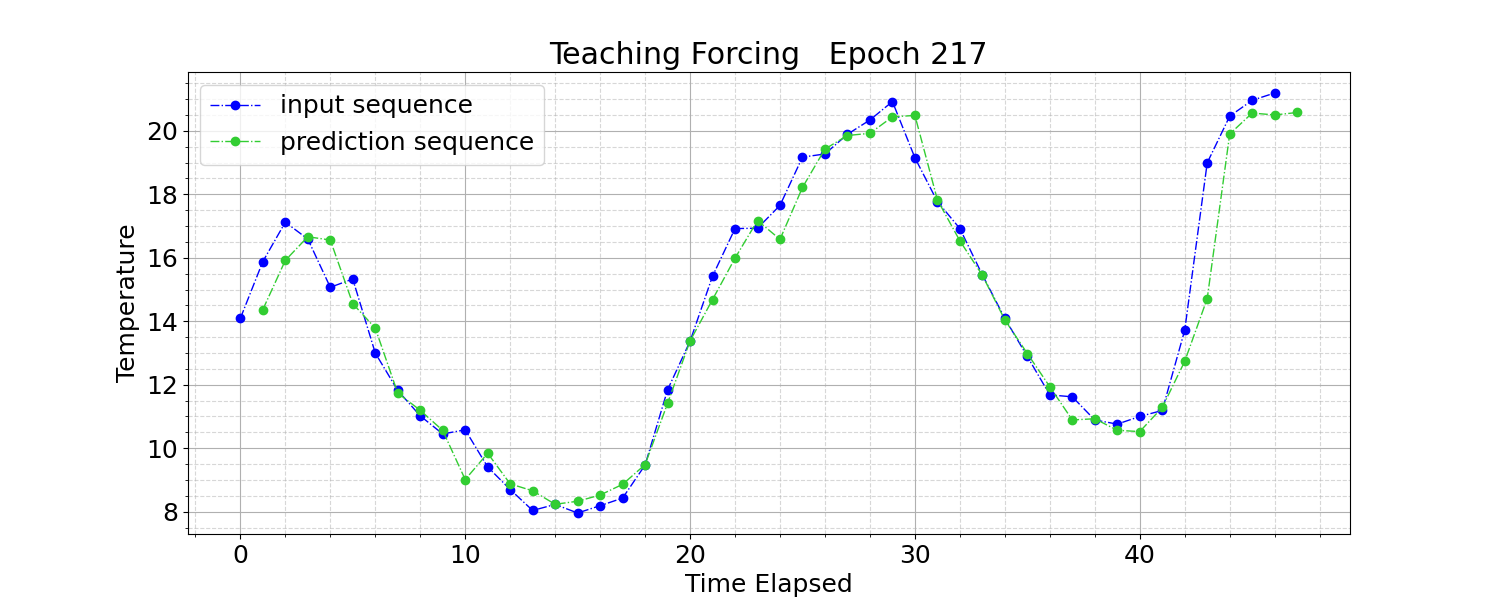 Teaching Forcing   Epoch 217
input sequence
prediction sequence
Temperature
20
18
16
14
12
10
8
0 10 20 30 40
Time Elapsed